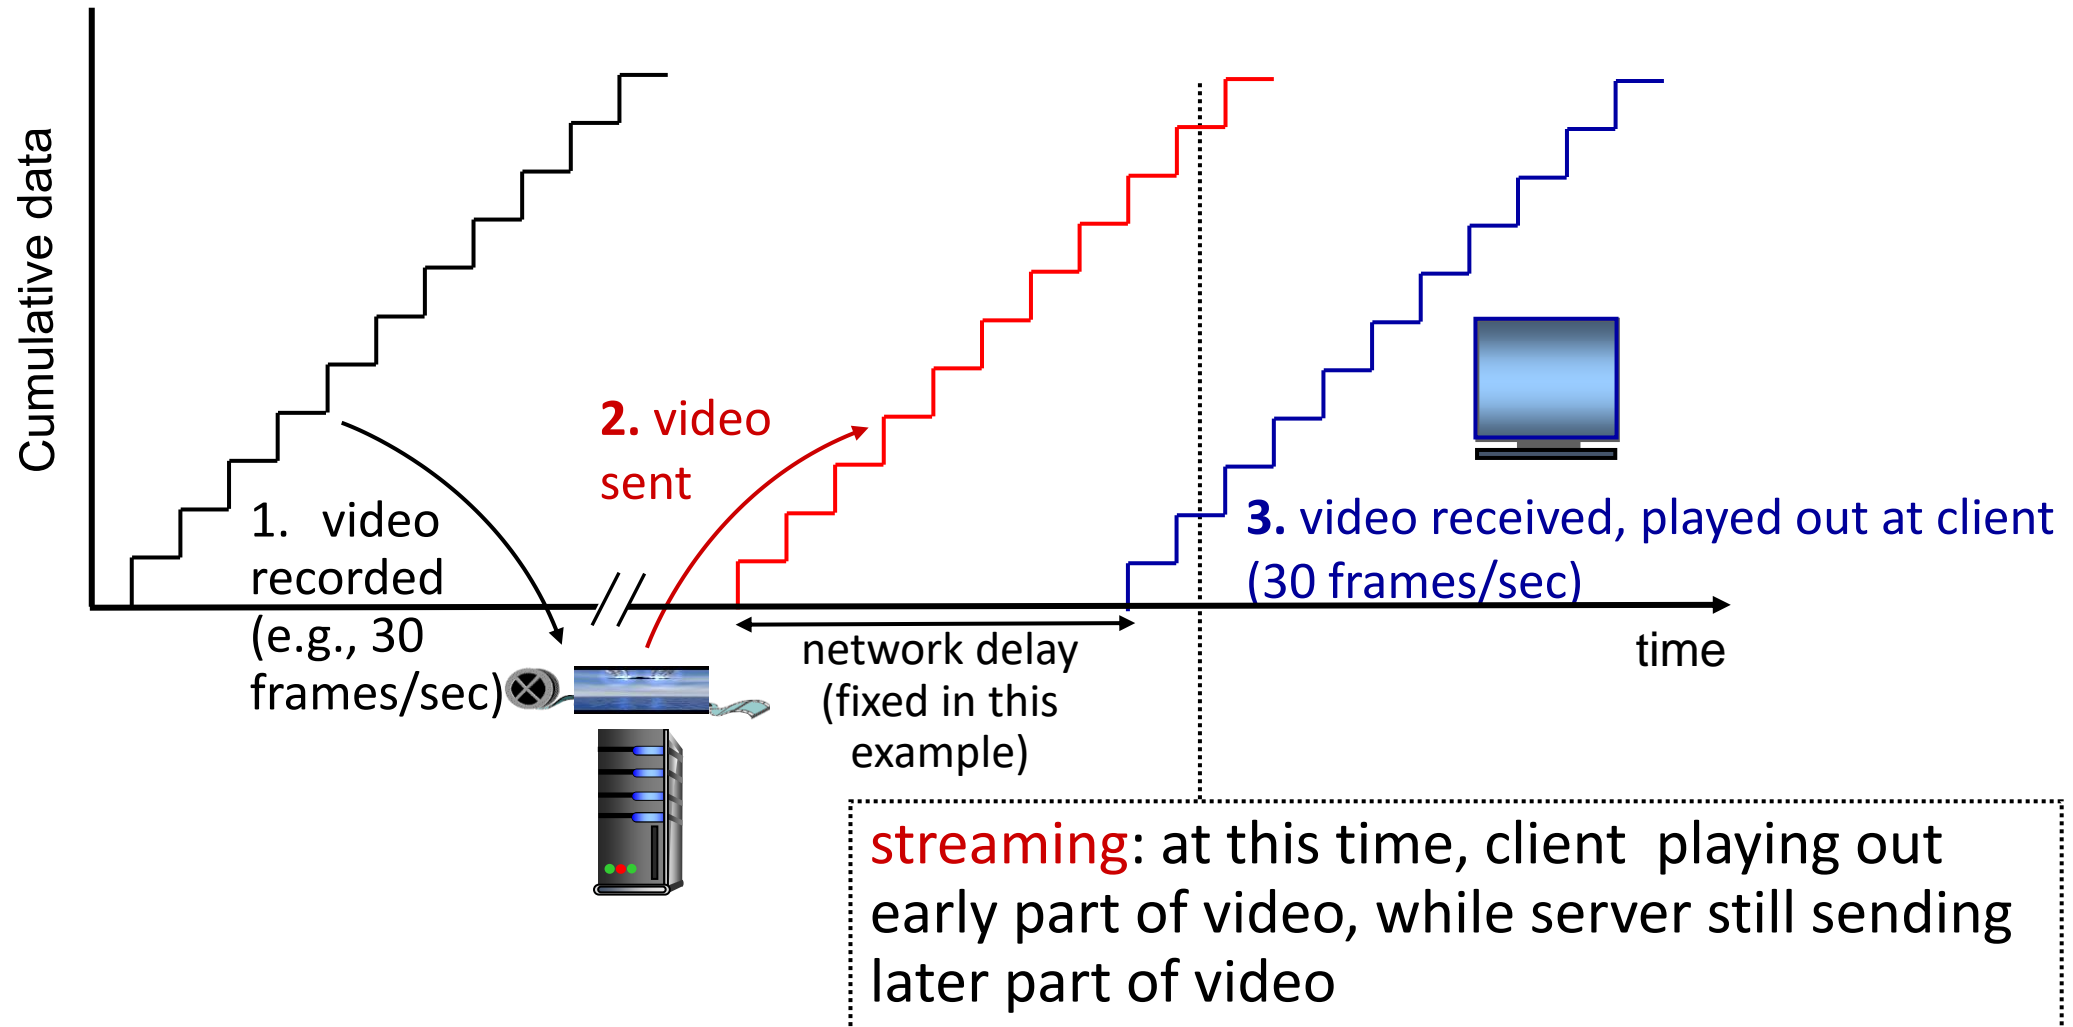 Cumulative data
1. video
recorded
(e.g., 30
frames/sec)
2. video
sent
3. video received, played out at client
(30 frames/sec)
network delay
(fixed in this
example)
time
streaming: at this time, client playing out
early part of video, while server still sending
later part of video